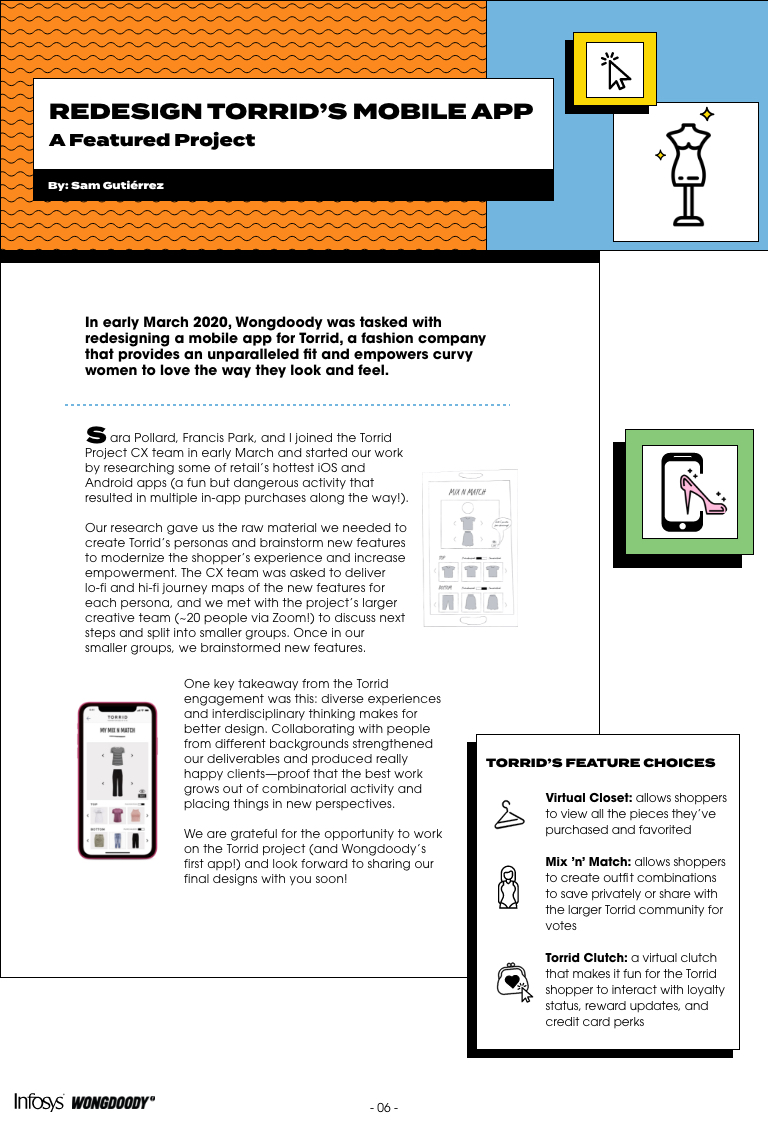 REDESIGN TORRID'S MOBILE APP
A Featured Project
By: Sam Gutiérrez
In early March 2020, Wongdoody was tasked with
redesigning a mobile app for Torrid, a fashion company
that provides an unparalleled fit and empowers curvy
women to love the way they look and feel.
Sara Pollard, Francis Park, and I joined the Torrid
Project CX team in early March and started our work
by researching some of retail's hottest iOS and
Android apps (a fun but dangerous activity that
resulted in multiple in-app purchases along the way!).
Our research gave us the raw material we needed to
create Torrid's personas and brainstorm new features
to modernize the shopper's experience and increase
empowerment. The CX team was asked to deliver
lo-fi and hi-fi journey maps of the new features for
each persona, and we met with the project's larger
creative team (~20 people via Zoom!) to discuss next
steps and split into smaller groups. Once in our
smaller groups, we brainstormed new features.
MIX N MATCH
TOP
BOTTOM
One key takeaway from the Torrid
engagement was this: diverse experiences
and interdisciplinary thinking makes for
better design. Collaborating with people
from different backgrounds strengthened
our deliverables and produced really
happy clients—proof that the best work
grows out of combinatorial activity and
placing things in new perspectives.
We are grateful for the opportunity to work
on the Torrid project (and Wongdoody's
first app!) and look forward to sharing our
final designs with you soon!
TORRID
MY MIX N MATCH
TOP
BOTTOM
TORRID'S FEATURE CHOICES
Virtual Closet: allows shoppers
to view all the pieces they've
purchased and favorited
Mix 'n' Match: allows shoppers
to create outfit combinations
to save privately or share with
the larger Torrid community for
votes
Torrid Clutch: a virtual clutch
that makes it fun for the Torrid
shopper to interact with loyalty
status, reward updates, and
credit card perks
Infosys WONGDOODY
- 06 -